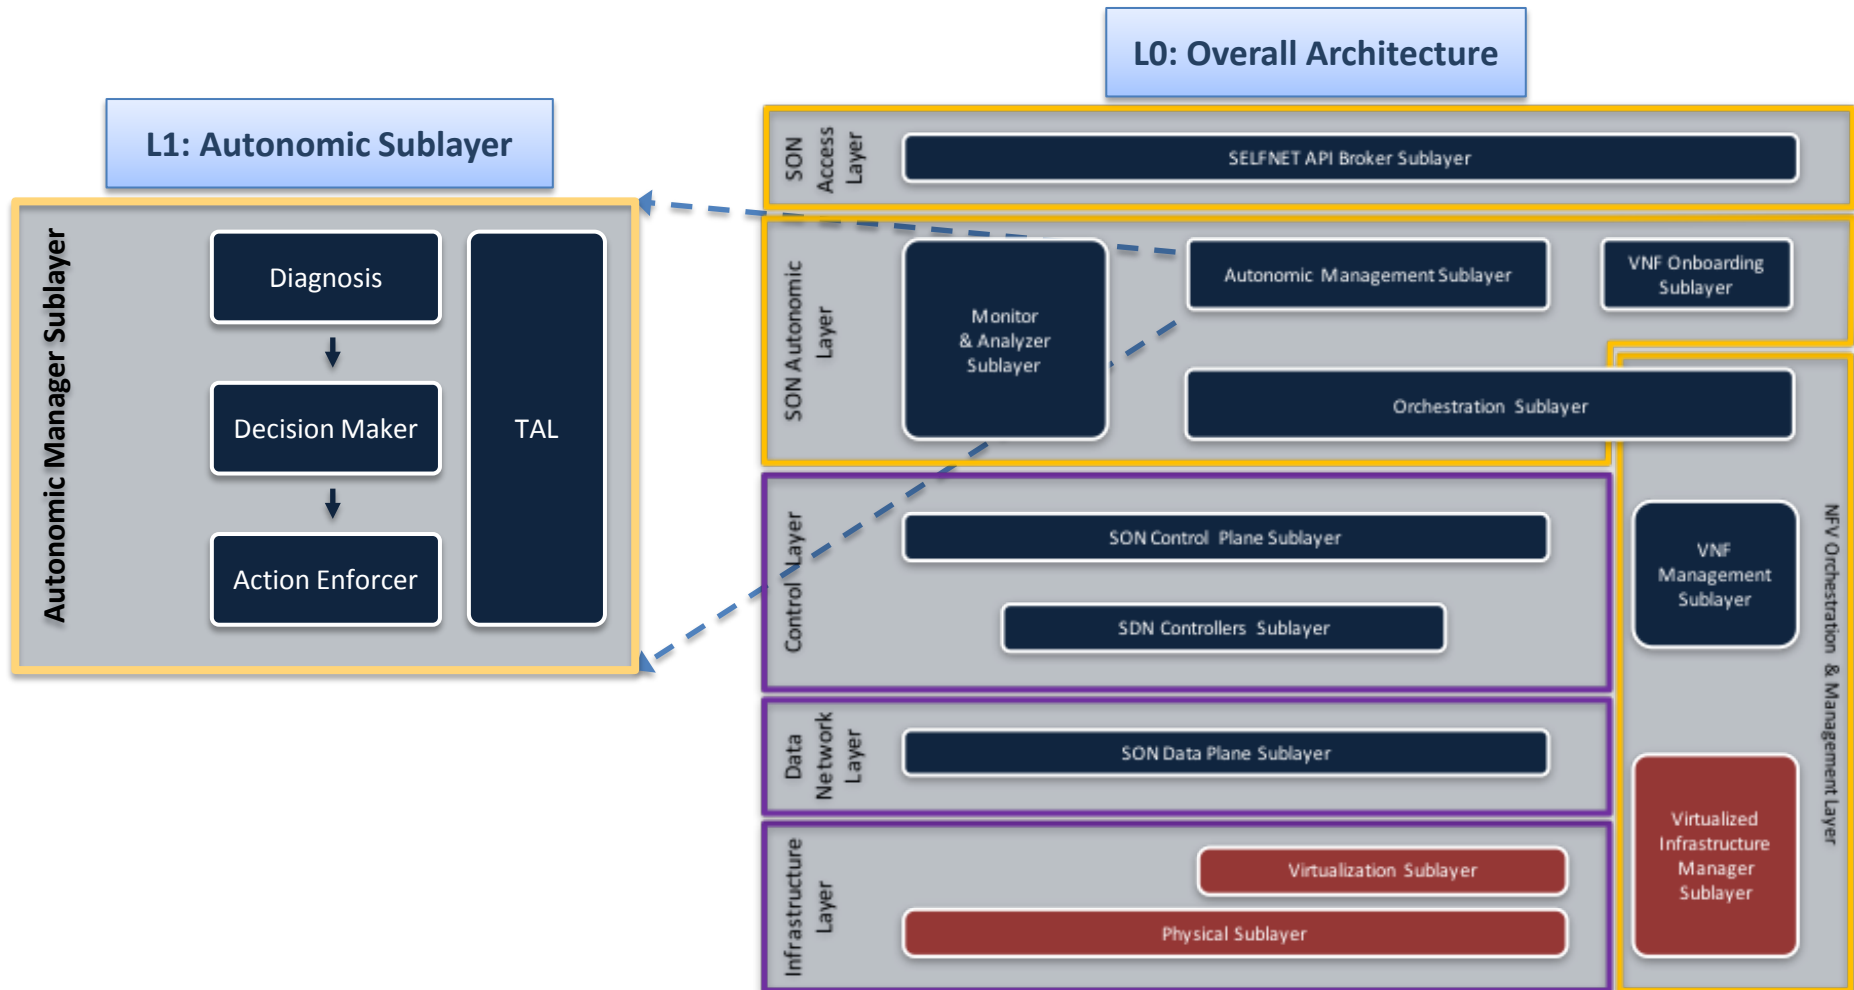 L0: Overall Architecture
L1: Autonomic Sublayer
Autonomic Manager Sublayer
Diagnosis
Decision Maker
Action Enforcer
TAL
SON
Access
Layer
SELFNET API Broker Sublayer
SON Autonomic
Layer
Monitor
& Analyzer
Sublayer
Autonomic Management Sublayer
VNF Onboarding
Sublayer
Orchestration Sublayer
Control Layer
SON Control Plane Sublayer
SDN Controllers Sublayer
Data
Network
Layer
SON Data Plane Sublayer
Infrastructure
Layer
Virtualization Sublayer
Physical Sublayer
VNF
Management
Sublayer
Virtualized
Infrastructure
Manager
Sublayer
NFV Orchestration & Management Layer